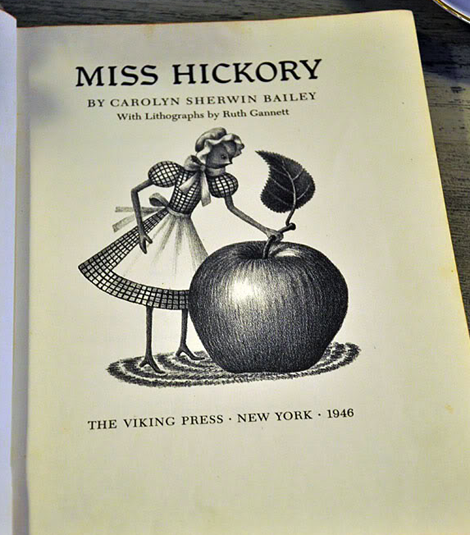 MISS HICKORY
BY CAROLYN SHERWIN BAILEY
With Lithographs by Ruth Gannett
THE VIKING PRESS · NEW YORK · 1946